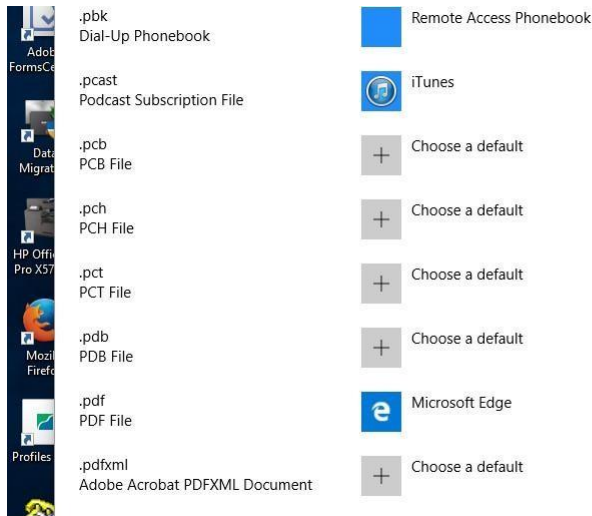 .pbk
Dial-Up Phonebook
Remote Access Phonebook
.pcast
Podcast Subscription File
iTunes
.pcb
PCB File
Choose a default
.pch
PCH File
Choose a default
.pct
PCT File
Choose a default
.pdb
PDB File
Choose a default
.pdf
PDF File
Microsoft Edge
.pdfxml
Adobe Acrobat PDFXML Document
Choose a default
Adob
FormsCe
Data
Migrat
HP Offi
Pro X57
Mozil
Firefo
Profiles